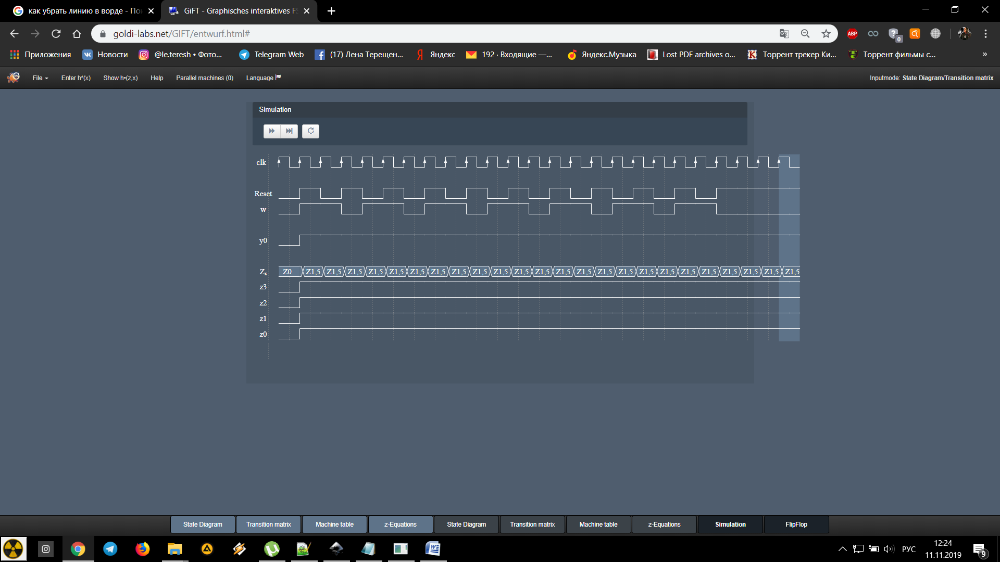 как убрать линию в ворде - Пои
GiFT - Graphisches interaktives FS
goldi-labs.net/GIFT/entwurf.html#
ABP
0
Приложения
Новости
@le.teresh • Фото...
Telegram Web
(17) Лена Терещен...
Яндекс
192 · Входящие —...
Яндекс.Музыка
Lost PDF archives o...
Торрент трекер Ки...
Торрент фильмы с...
»
File
Enter h*(x)
Show h•(z,x)
Help
Parallel machines (0)
Language
Inputmode: State Diagram/Transition matrix
Simulation
clk
Reset
w
y0
Zx Z0 Z1,5 Z1,5 Z1,5 Z1,5 Z1,5 Z1,5 Z1,5 Z1,5 Z1,5 Z1,5 Z1,5 Z1,5 Z1,5 Z1,5 Z1,5 Z1,5 Z1,5 Z1,5 Z1,5 Z1,5 Z1,5 Z1,5 Z1,5 Z1,5
z3
z2
z1
z0
State Diagram
Transition matrix
Machine table
z-Equations
State Diagram
Transition matrix
Machine table
z-Equations
Simulation
FlipFlop
РУС
12:24
11.11.2019
9